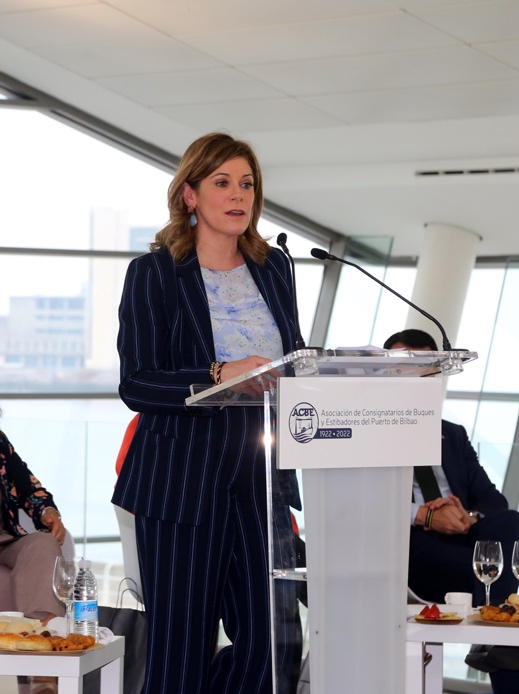 ACBE
Asociación de Consignatarios de Buques
y Estibadores del Puerto de Bilbao
1922 • 2022